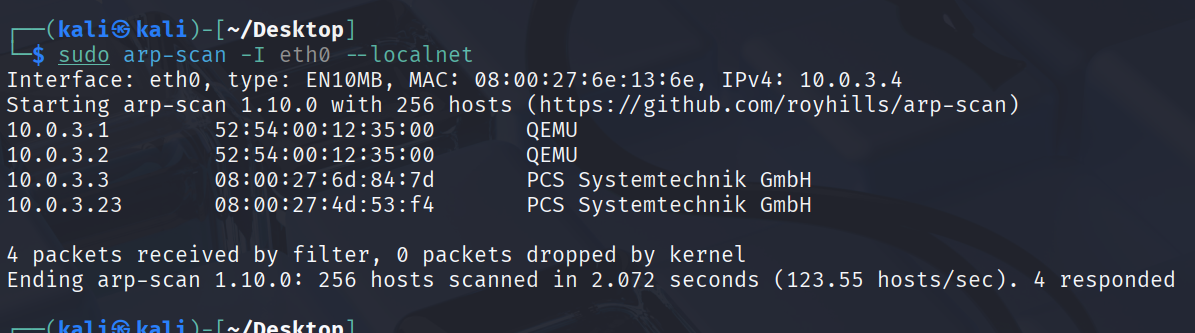 ┌──(kali㉿kali)-[~/Desktop]
└─$ sudo arp-scan -I eth0 --localnet
Interface: eth0, type: EN10MB, MAC: 08:00:27:6e:13:6e, IPv4: 10.0.3.4
Starting arp-scan 1.10.0 with 256 hosts (https://github.com/royhills/arp-scan)
10.0.3.1 52:54:00:12:35:00 QEMU
10.0.3.2 52:54:00:12:35:00 QEMU
10.0.3.3 08:00:27:6d:84:7d PCS Systemtechnik GmbH
10.0.3.23 08:00:27:4d:53:f4 PCS Systemtechnik GmbH
4 packets received by filter, 0 packets dropped by kernel
Ending arp-scan 1.10.0: 256 hosts scanned in 2.072 seconds (123.55 hosts/sec). 4 responded
┌──(kali㉿kali)-[~/Desktop]